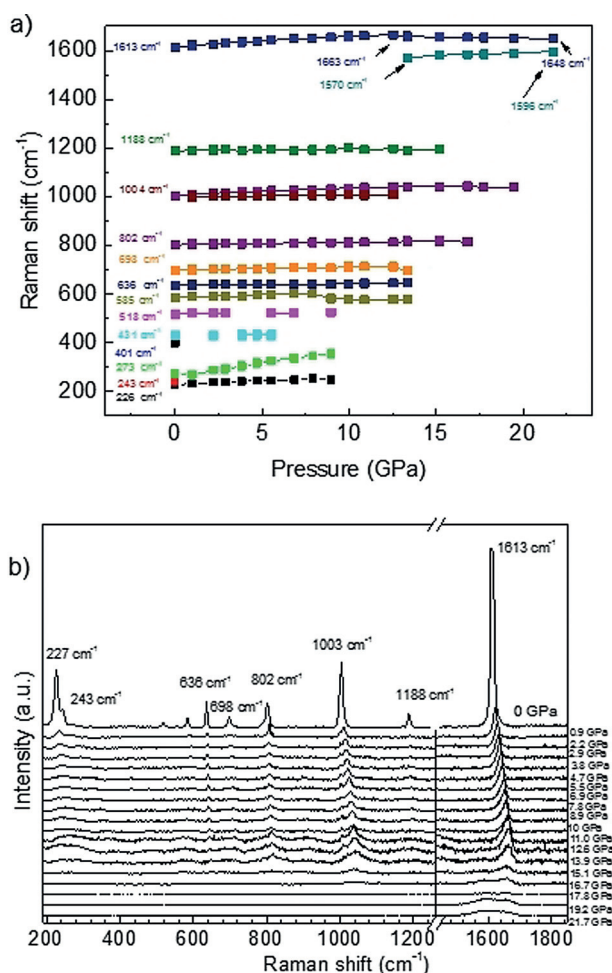 a)
1600
1400
1200
1000
800
600
400
200
Raman shift (cm⁻¹)
1613 cm⁻¹
1663 cm⁻¹
1648 cm⁻¹
1570 cm⁻¹
1596 cm⁻¹
1188 cm⁻¹
1004 cm⁻¹
802 cm⁻¹
698 cm⁻¹
636 cm⁻¹
585 cm⁻¹
518 cm⁻¹
431 cm⁻¹
401 cm⁻¹
273 cm⁻¹
243 cm⁻¹
226 cm⁻¹
0 5 10 15 20
Pressure (GPa)
b)
Intensity (a.u.)
1613 cm⁻¹
1003 cm⁻¹
227 cm⁻¹
636 cm⁻¹
802 cm⁻¹
243 cm⁻¹
698 cm⁻¹
1188 cm⁻¹
0 GPa
0.9 GPa
2.2 GPa
2.9 GPa
3.8 GPa
4.7 GPa
5.5 GPa
6.9 GPa
7.8 GPa
8.9 GPa
10 GPa
11.0 GPa
12.6 GPa
13.9 GPa
15.1 GPa
16.7 GPa
17.8 GPa
19.2 GPa
21.7 GPa
200 400 600 800 1000 1200 1600 1800
Raman shift (cm⁻¹)